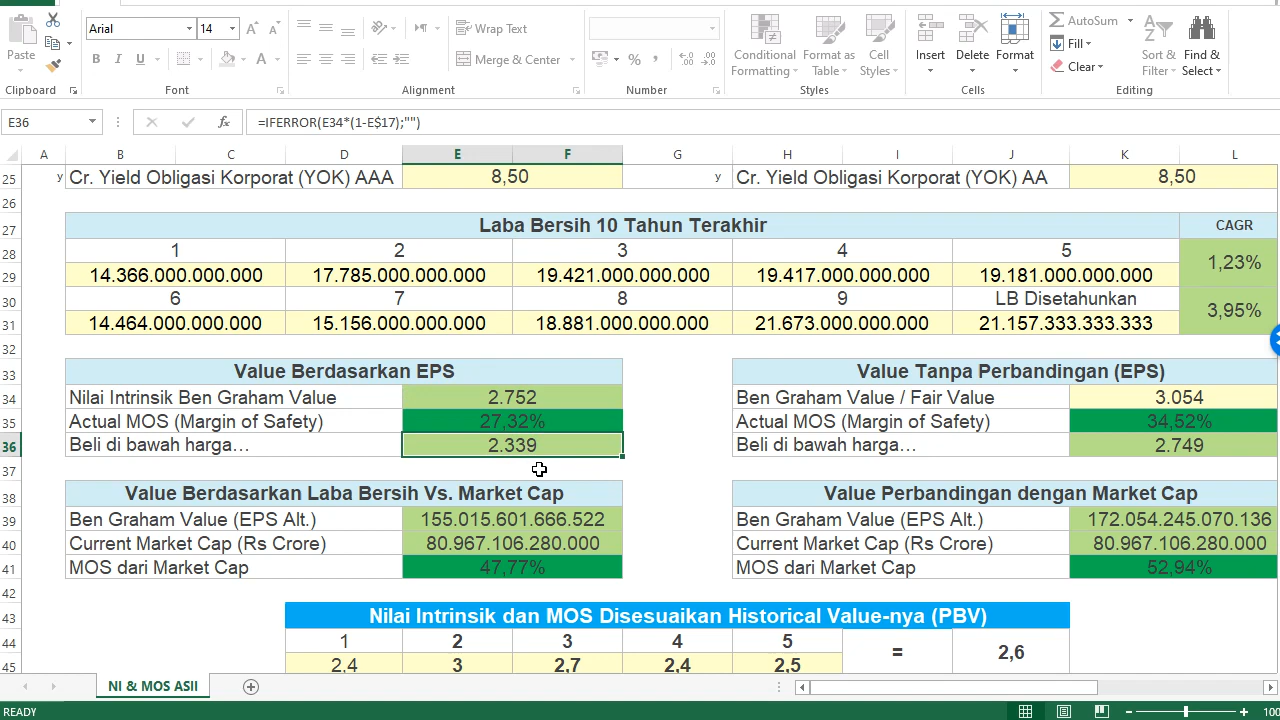 Arial 14 Wrap Text AutoSum
Paste B I U Merge & Center % Conditional Formatting Format as Table Cell Styles Insert Delete Format Fill Clear Sort & Filter Find & Select
Clipboard Font Alignment Number Styles Cells Editing
E36 fx =IFERROR(E34*(1-E$17);"")
A B C D E F G H I J K L
25 y Cr. Yield Obligasi Korporat (YOK) AAA 8,50 y Cr. Yield Obligasi Korporat (YOK) AA 8,50
26
27 Laba Bersih 10 Tahun Terakhir CAGR
28 1 2 3 4 5 1,23%
29 14.366.000.000.000 17.785.000.000.000 19.421.000.000.000 19.417.000.000.000 19.181.000.000.000
30 6 7 8 9 LB Disetahunkan 3,95%
31 14.464.000.000.000 15.156.000.000.000 18.881.000.000.000 21.673.000.000.000 21.157.333.333.333
32
33 Value Berdasarkan EPS Value Tanpa Perbandingan (EPS)
34 Nilai Intrinsik Ben Graham Value 2.752 Ben Graham Value / Fair Value 3.054
35 Actual MOS (Margin of Safety) 27,32% Actual MOS (Margin of Safety) 34,52%
36 Beli di bawah harga… 2.339 Beli di bawah harga… 2.749
37
38 Value Berdasarkan Laba Bersih Vs. Market Cap Value Perbandingan dengan Market Cap
39 Ben Graham Value (EPS Alt.) 155.015.601.666.522 Ben Graham Value (EPS Alt.) 172.054.245.070.136
40 Current Market Cap (Rs Crore) 80.967.106.280.000 Current Market Cap (Rs Crore) 80.967.106.280.000
41 MOS dari Market Cap 47,77% MOS dari Market Cap 52,94%
42
43 Nilai Intrinsik dan MOS Disesuaikan Historical Value-nya (PBV)
44 1 2 3 4 5 = 2,6
45 2,4 3 2,7 2,4 2,5
NI & MOS ASII
READY 100